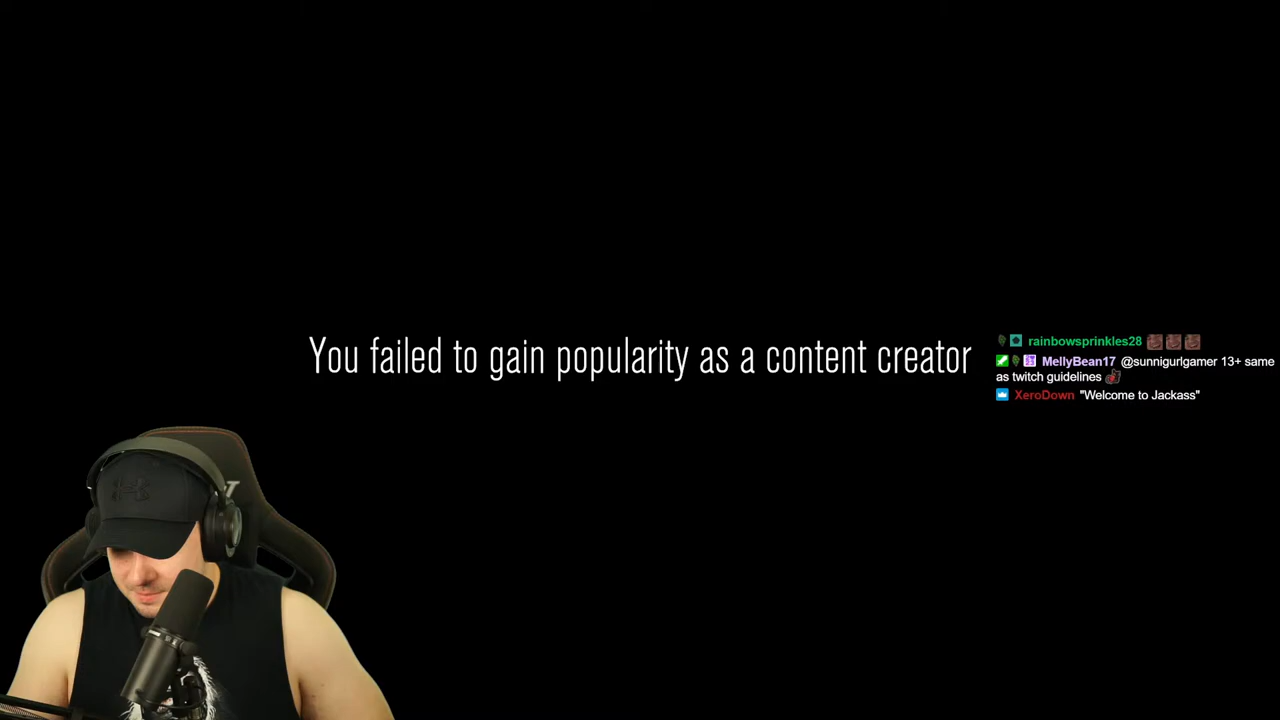 You failed to gain popularity as a content creator
rainbowsprinkles28
MellyBean17 @sunnigurlgamer 13+ same
as twitch guidelines
XeroDown "Welcome to Jackass"